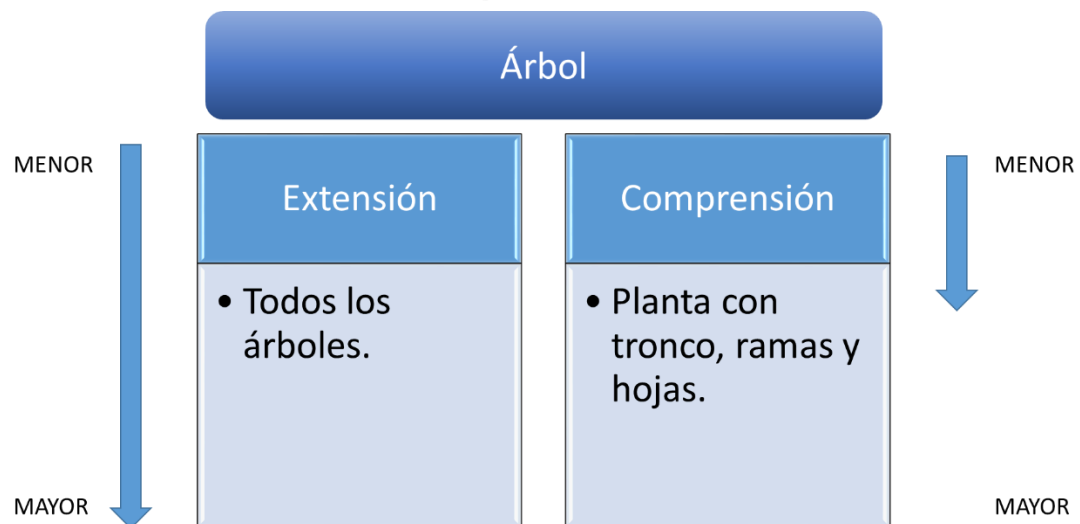 Árbol
MENOR
Extensión
Comprensión
MENOR
• Todos los
árboles.
• Planta con
tronco, ramas y
hojas.
MAYOR
MAYOR